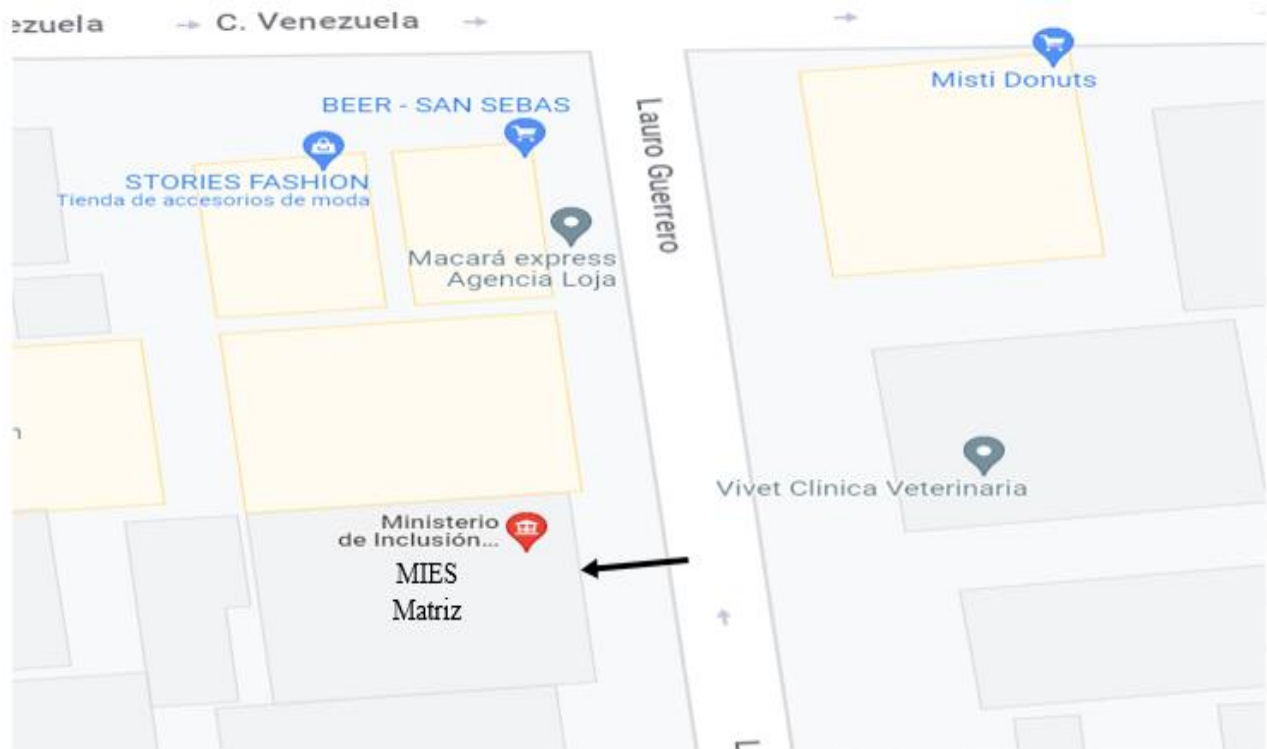 ezuela
C. Venezuela
Misti Donuts
BEER - SAN SEBAS
STORIES FASHION
Tienda de accesorios de moda
Lauro Guerrero
Macará express
Agencia Loja
Vivet Clinica Veterinaria
Ministerio
de Inclusión...
MIES
Matriz